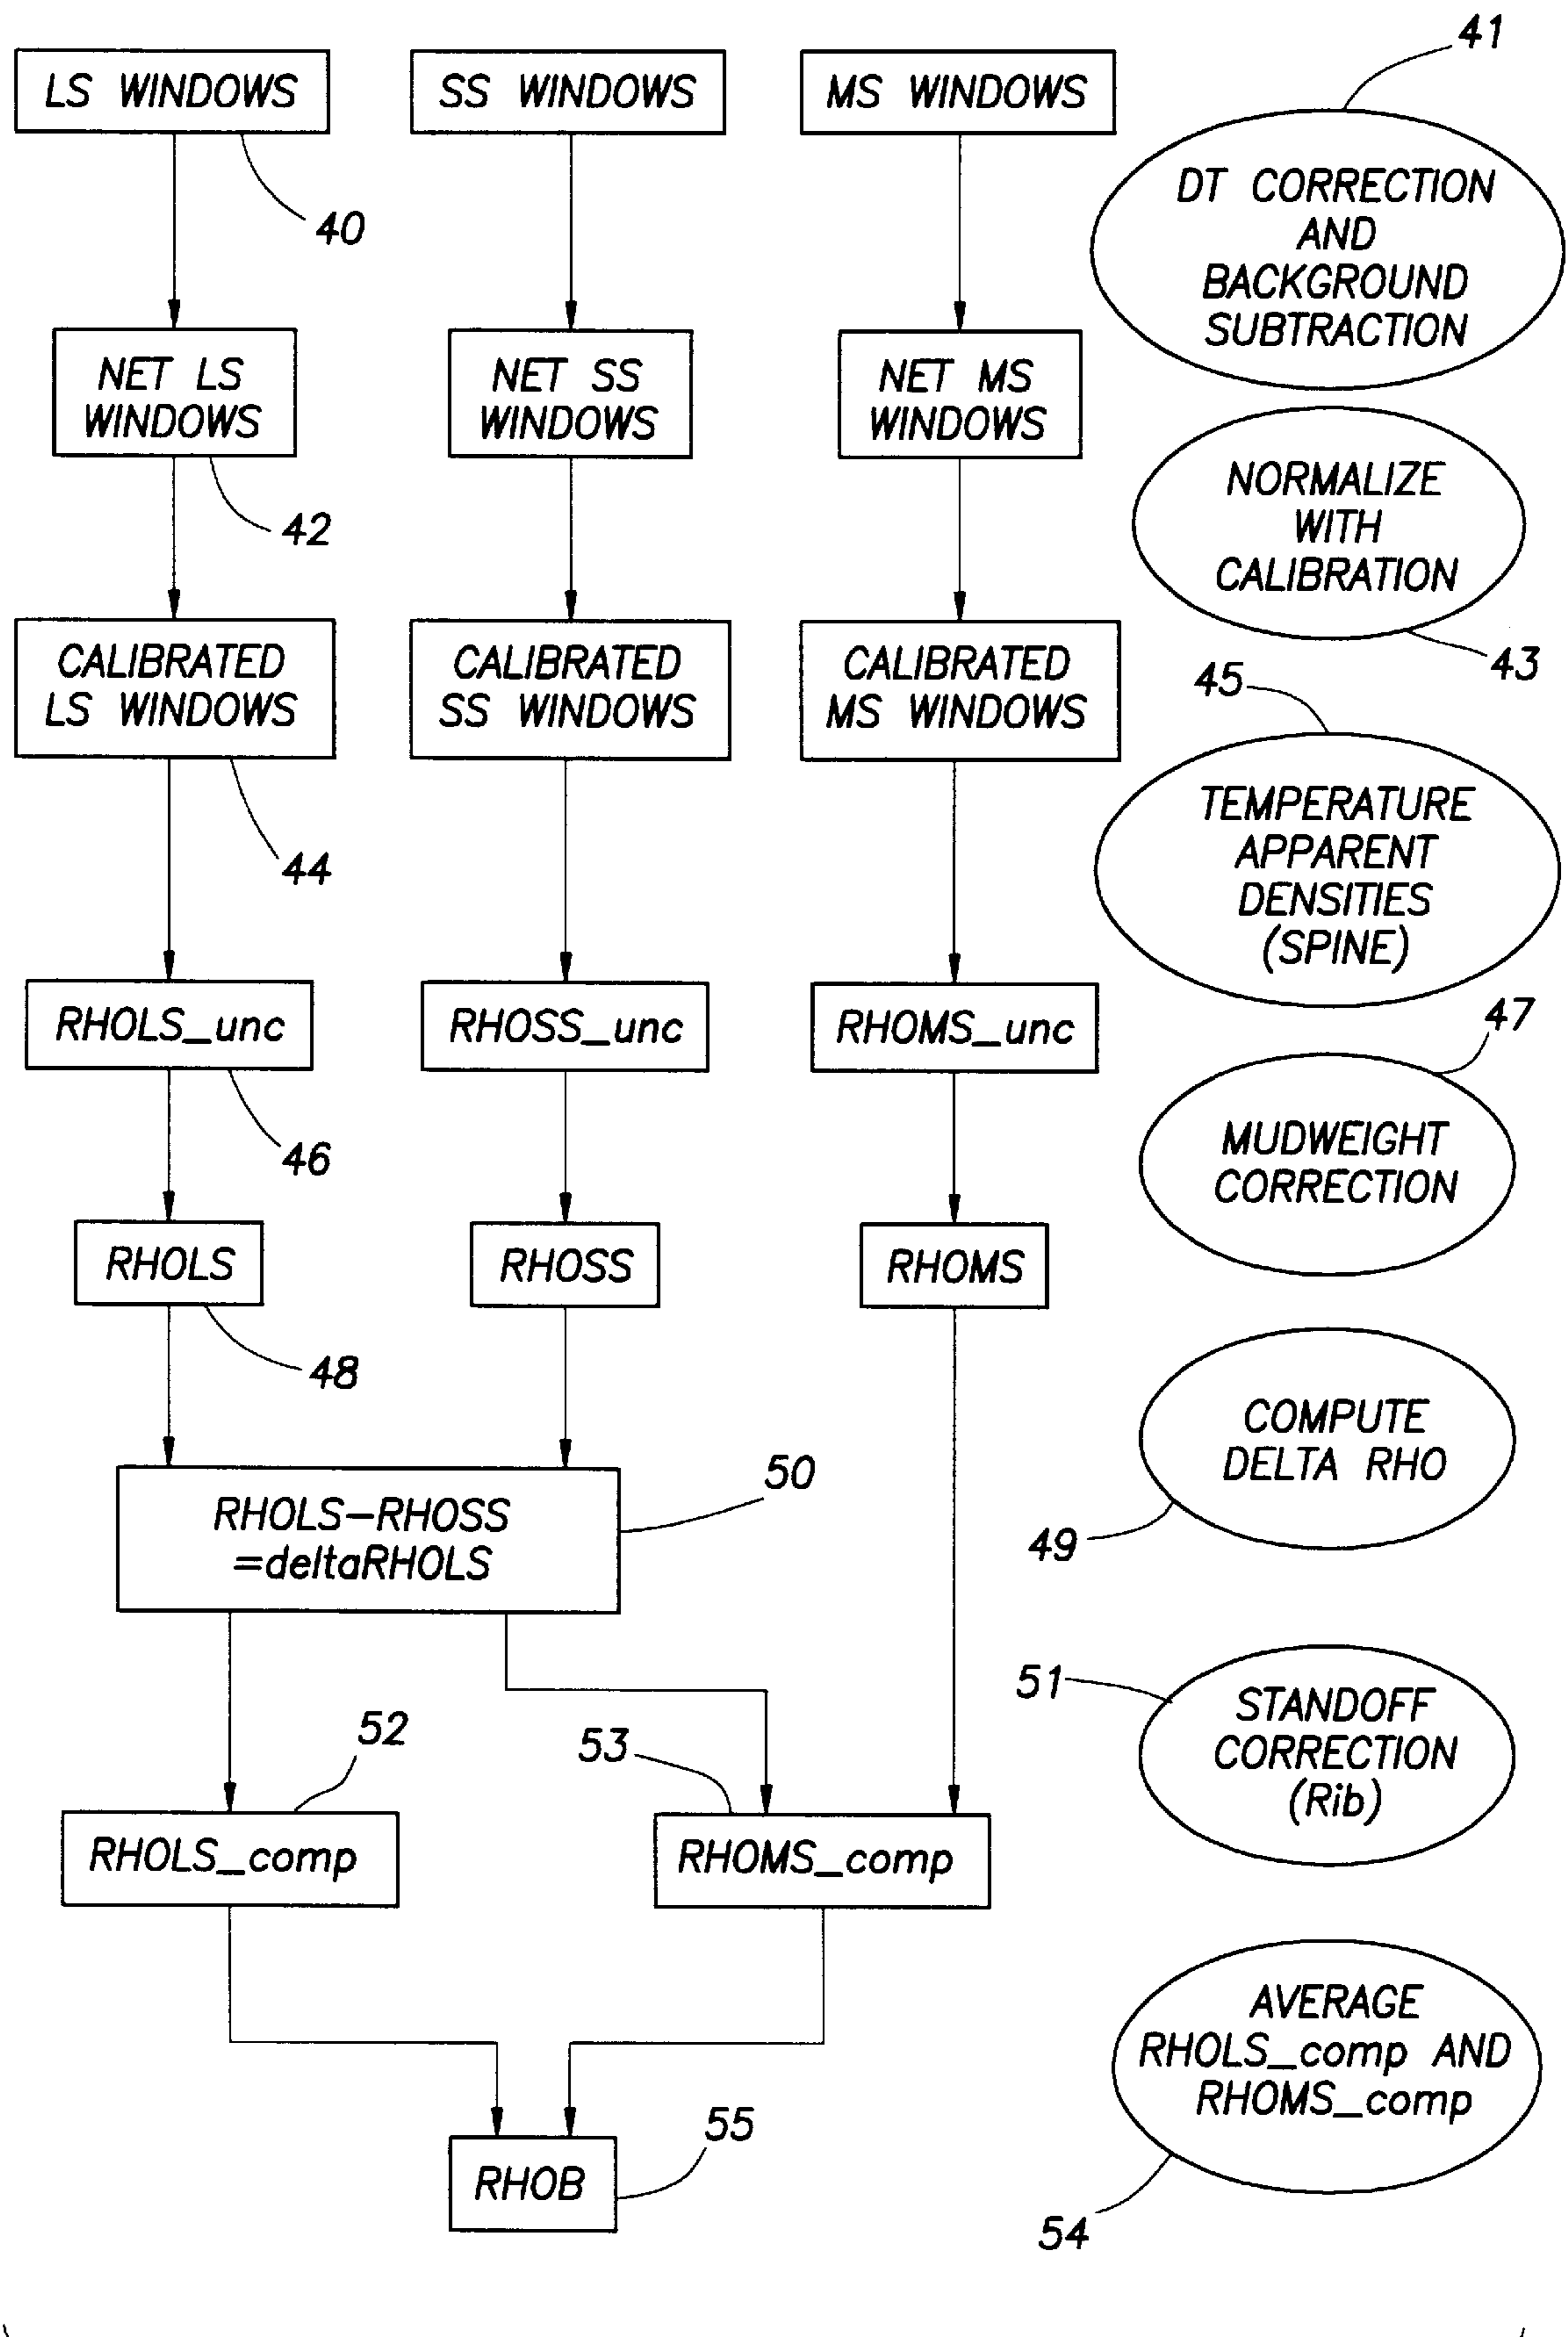 41
LS WINDOWS
SS WINDOWS
MS WINDOWS
40
DT CORRECTION
AND
BACKGROUND
SUBTRACTION
NET LS
WINDOWS
NET SS
WINDOWS
NET MS
WINDOWS
42
NORMALIZE
WITH
CALIBRATION
43
CALIBRATED
LS WINDOWS
CALIBRATED
SS WINDOWS
CALIBRATED
MS WINDOWS
44
45
TEMPERATURE
APPARENT
DENSITIES
(SPINE)
RHOLS_unc
RHOSS_unc
RHOMS_unc
46
47
MUDWEIGHT
CORRECTION
RHOLS
RHOSS
RHOMS
48
COMPUTE
DELTA RHO
49
RHOLS-RHOSS
=deltaRHOLS
50
51
STANDOFF
CORRECTION
(Rib)
52
53
RHOLS_comp
RHOMS_comp
AVERAGE
RHOLS_comp AND
RHOMS_comp
54
RHOB
55